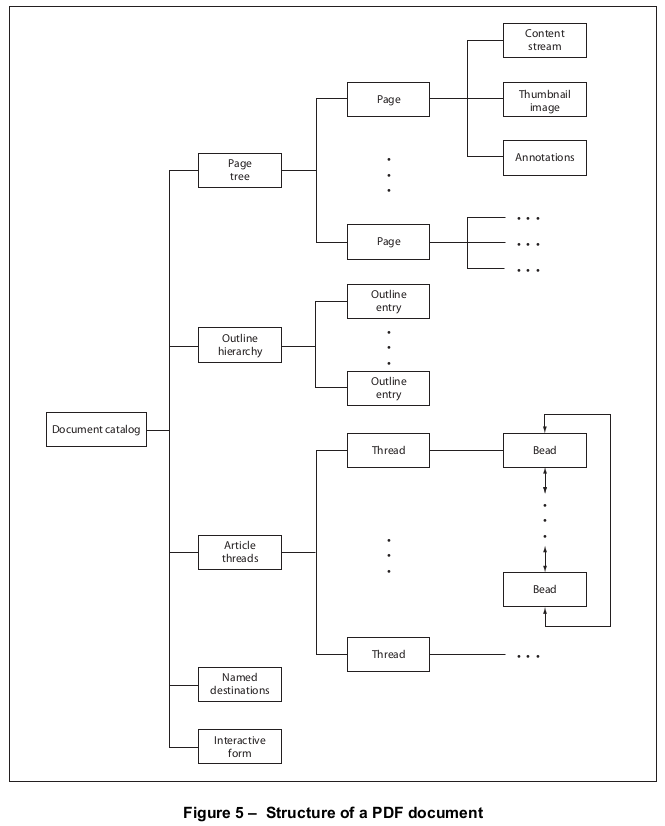 Content
stream
Page
Thumbnail
image
Annotations
Page
tree
. . .
Page
. . .
. . .
. . .
Outline
entry
. . .
Outline
hierarchy
Outline
entry
Document catalog
Thread
Bead
. . .
. . .
Article
threads
Bead
Thread
. . .
Named
destinations
Interactive
form
Figure 5 – Structure of a PDF document